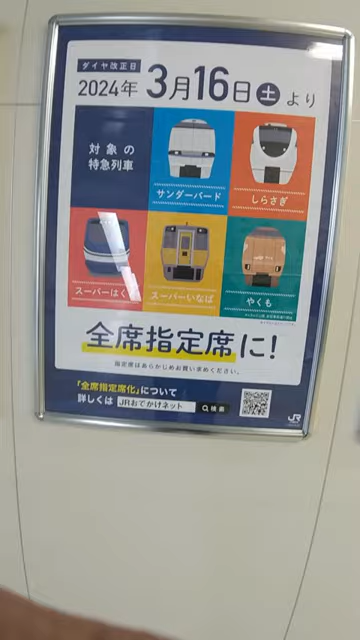 ダイヤ改正日
2024年 3月16日 土 より
対象の
特急列車
サンダーバード
しらさぎ
スーパーはく
スーパーいなば
やくも
全席指定席に!
指定席はあらかじめお買い求めください。
「全席指定席化」について
詳しくは JRおでかけネット 検索
JR